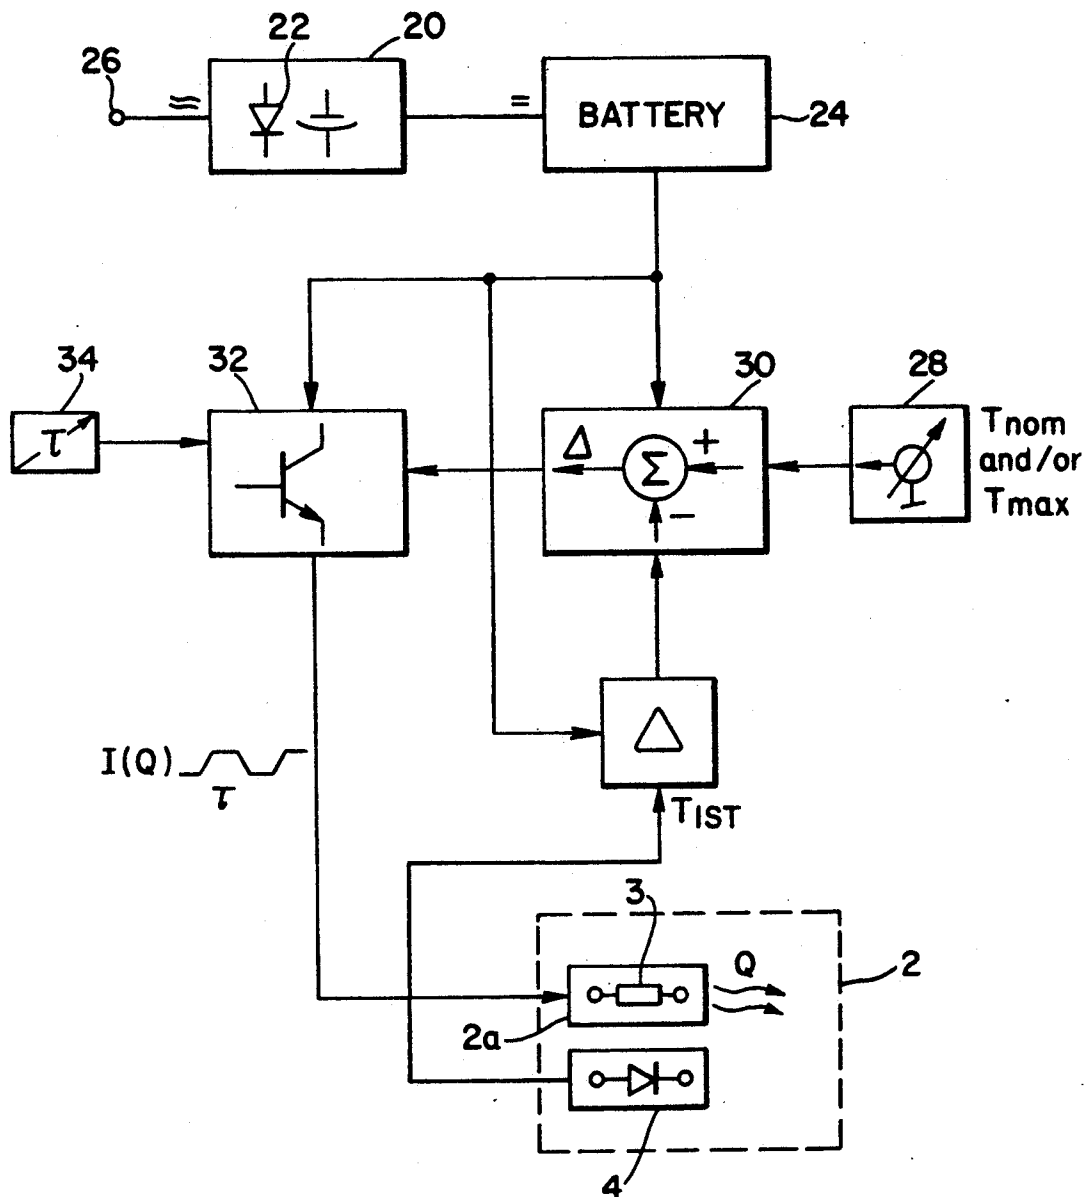 22
20
26
≈
=
BATTERY
24
34
32
30
28
τ
Δ
Σ
+
−
Tnom
and/or
Tmax
I(Q)
τ
Δ
TIST
3
Q
2
2a
4